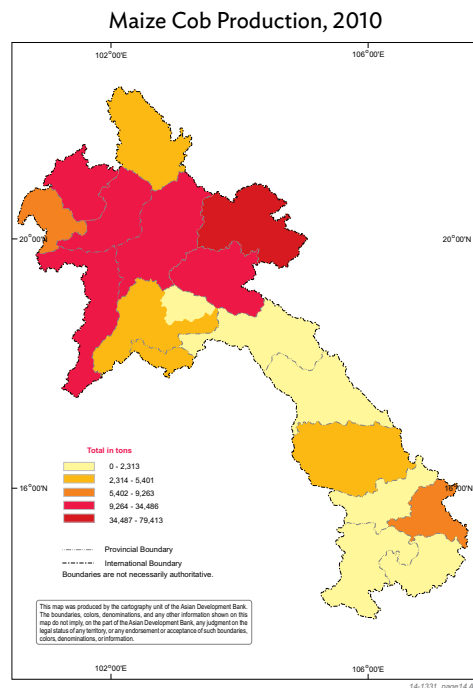 Maize Cob Production, 2010
102°00'E
106°00'E
20°00'N
20°00'N
Total in tons
0 - 2,313
2,314 - 5,401
5,402 - 9,263
9,264 - 34,486
34,487 - 79,413
16°00'N
16°00'N
Provincial Boundary
International Boundary
Boundaries are not necessarily authoritative.
This map was produced by the cartography unit of the Asian Development Bank.
The boundaries, colors, denominations, and any other information shown on this
map do not imply, on the part of the Asian Development Bank, any judgment on the
legal status of any territory, or any endorsement or acceptance of such boundaries,
colors, denominations, or information.
102°00'E
106°00'E
14-1331 page14 A